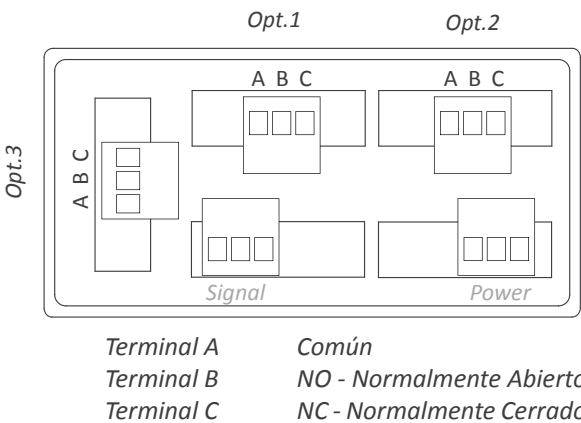 Opt.1 Opt.2
A B C A B C
Opt.3
A B C
Signal Power
Terminal A Común
Terminal B NO - Normalmente Abierto
Terminal C NC - Normalmente Cerrado